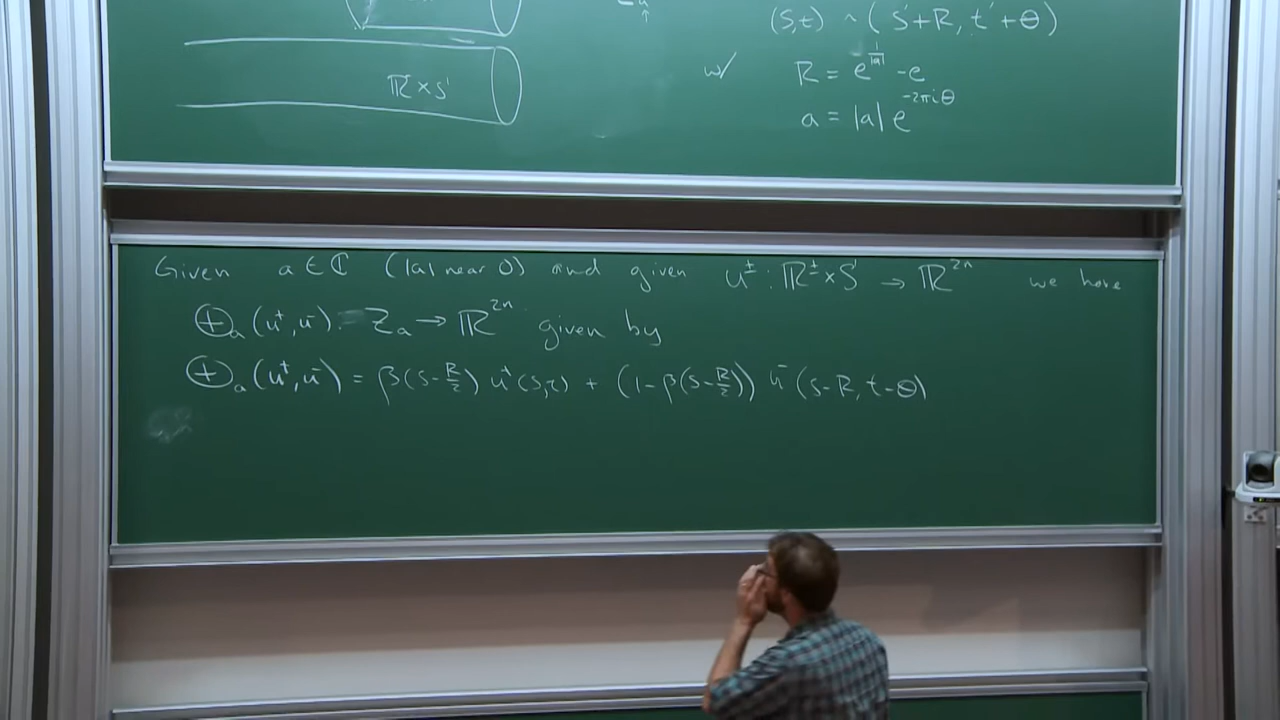 (s,t) ~ (s'+R, t'+θ)
ℝ × S¹
w/ R = e^{1/|a|} - e
a = |a| e^{-2πiθ}
Given a ∈ ℂ (|a| near 0) and given u^± : ℝ^± × S¹ → ℝ^{2n} we have
⊕_a (u^+, u^-) : Z_a → ℝ^{2n} given by
⊕_a (u^+, u^-) = β(s-R/2) u^+(s,t) + (1-β(s-R/2)) u^-(s-R, t-θ)